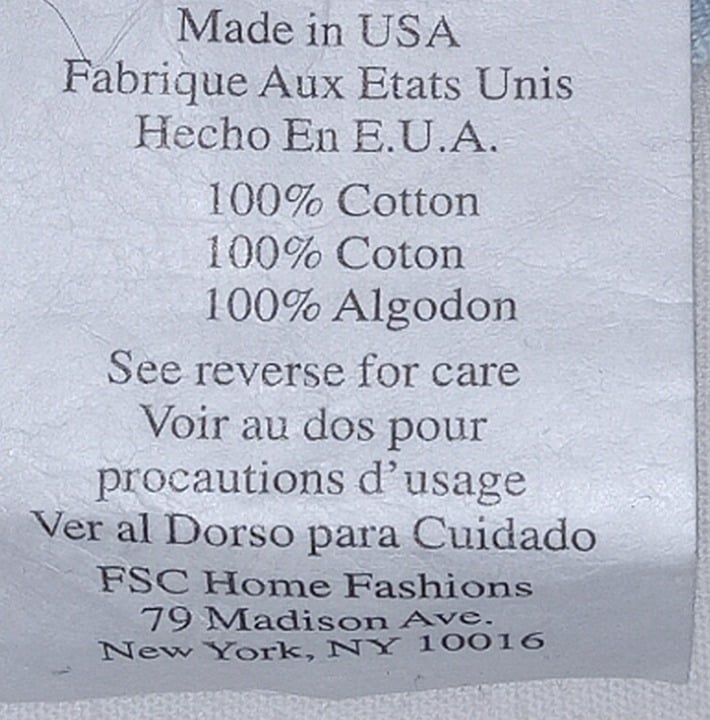 Made in USA
Fabrique Aux Etats Unis
Hecho En E.U.A.
100% Cotton
100% Coton
100% Algodon
See reverse for care
Voir au dos pour
procautions d'usage
Ver al Dorso para Cuidado
FSC Home Fashions
79 Madison Ave.
New York, NY 10016